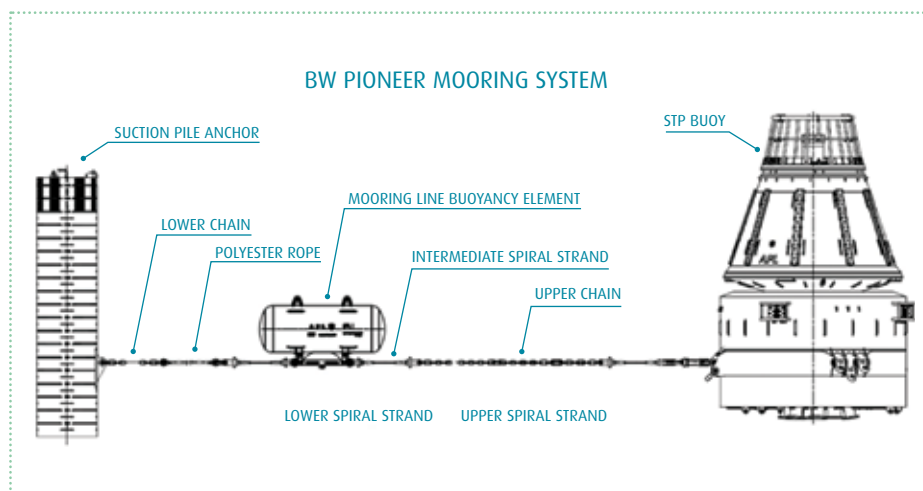 BW PIONEER MOORING SYSTEM
STP BUOY
SUCTION PILE ANCHOR
MOORING LINE BUOYANCY ELEMENT
LOWER CHAIN
POLYESTER ROPE
INTERMEDIATE SPIRAL STRAND
UPPER CHAIN
APL
LOWER SPIRAL STRAND
UPPER SPIRAL STRAND